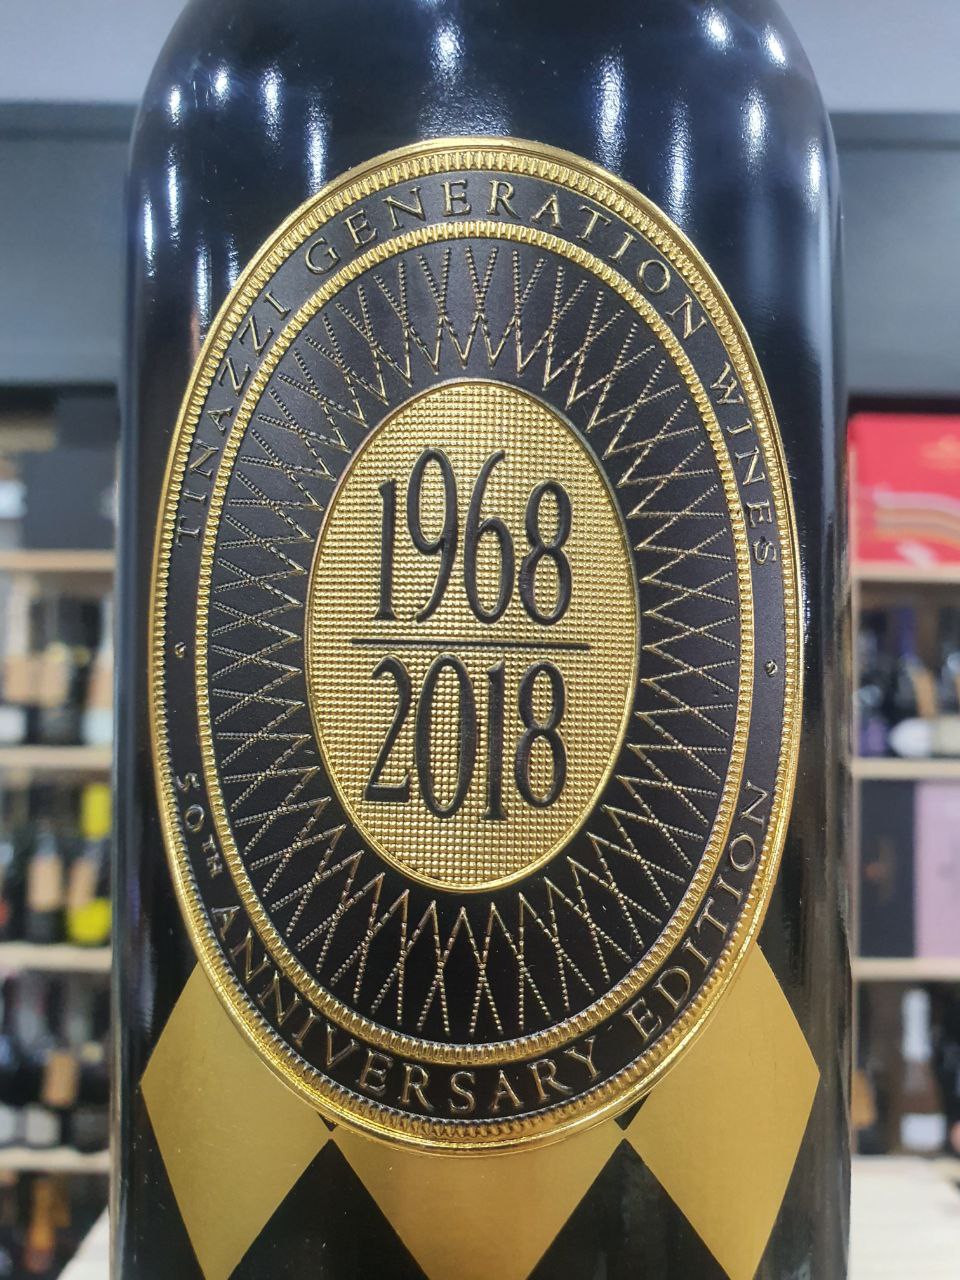 TINAZZI GENERATION WINES
1968
2018
50TH ANNIVERSARY EDITION